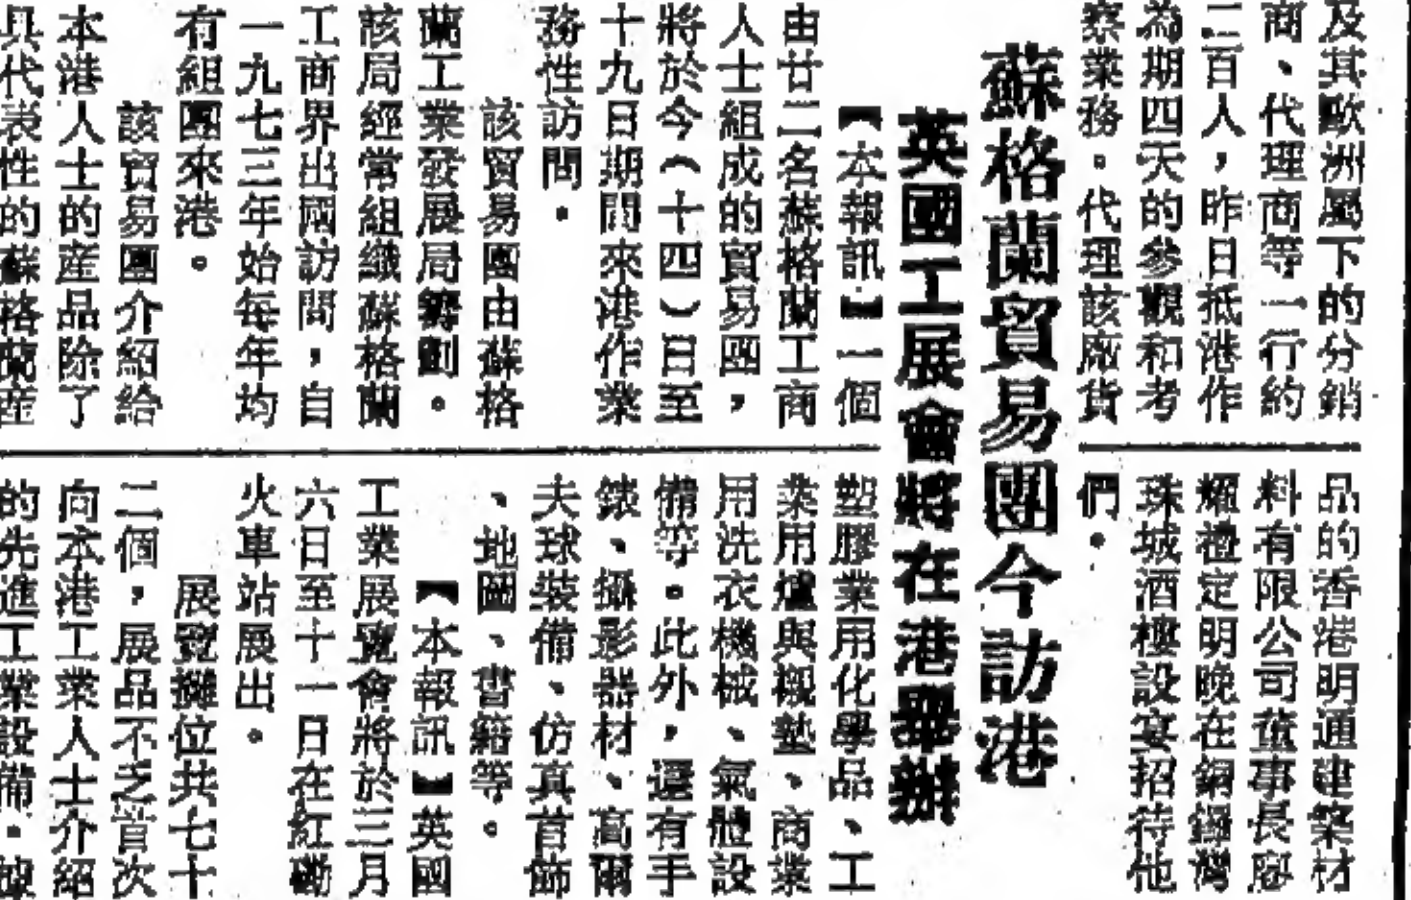 及其歐洲屬下的分銷
商、代理商等一行約
二百人，昨日抵港作
為期四天的參觀和考
察業務。代理該廠貨
品的香港明通建築材
料有限公司董事長廖
耀禮定明晚在銅鑼灣
珠城酒樓設宴招待他
們。
蘇格蘭貿易團今訪港
英國工展會將在港舉辦
【本報訊】一個
由廿二名蘇格蘭工商
人士組成的貿易團，
將於今（十四）日至
十九日期間來港作業
務性訪問。
該貿易團由蘇格
蘭工業發展局籌劃。
該局經常組織蘇格蘭
工商界出國訪問，自
一九七三年始每年均
有組團來港。
該貿易團介紹給
本港人士的產品除了
具代表性的蘇格蘭產
塑膠業用化學品、工
業用爐與襯墊、商業
用洗衣機械、氣體設
備等。此外，還有手
錶、攝影器材、高爾
夫球裝備、仿真首飾
、地圖、書籍等。
【本報訊】英國
工業展覽會將於三月
六日至十一日在紅磡
火車站展出。
展覽攤位共七十
二個，展品不乏首次
向本港工業人士介紹
的先進工業設備。據